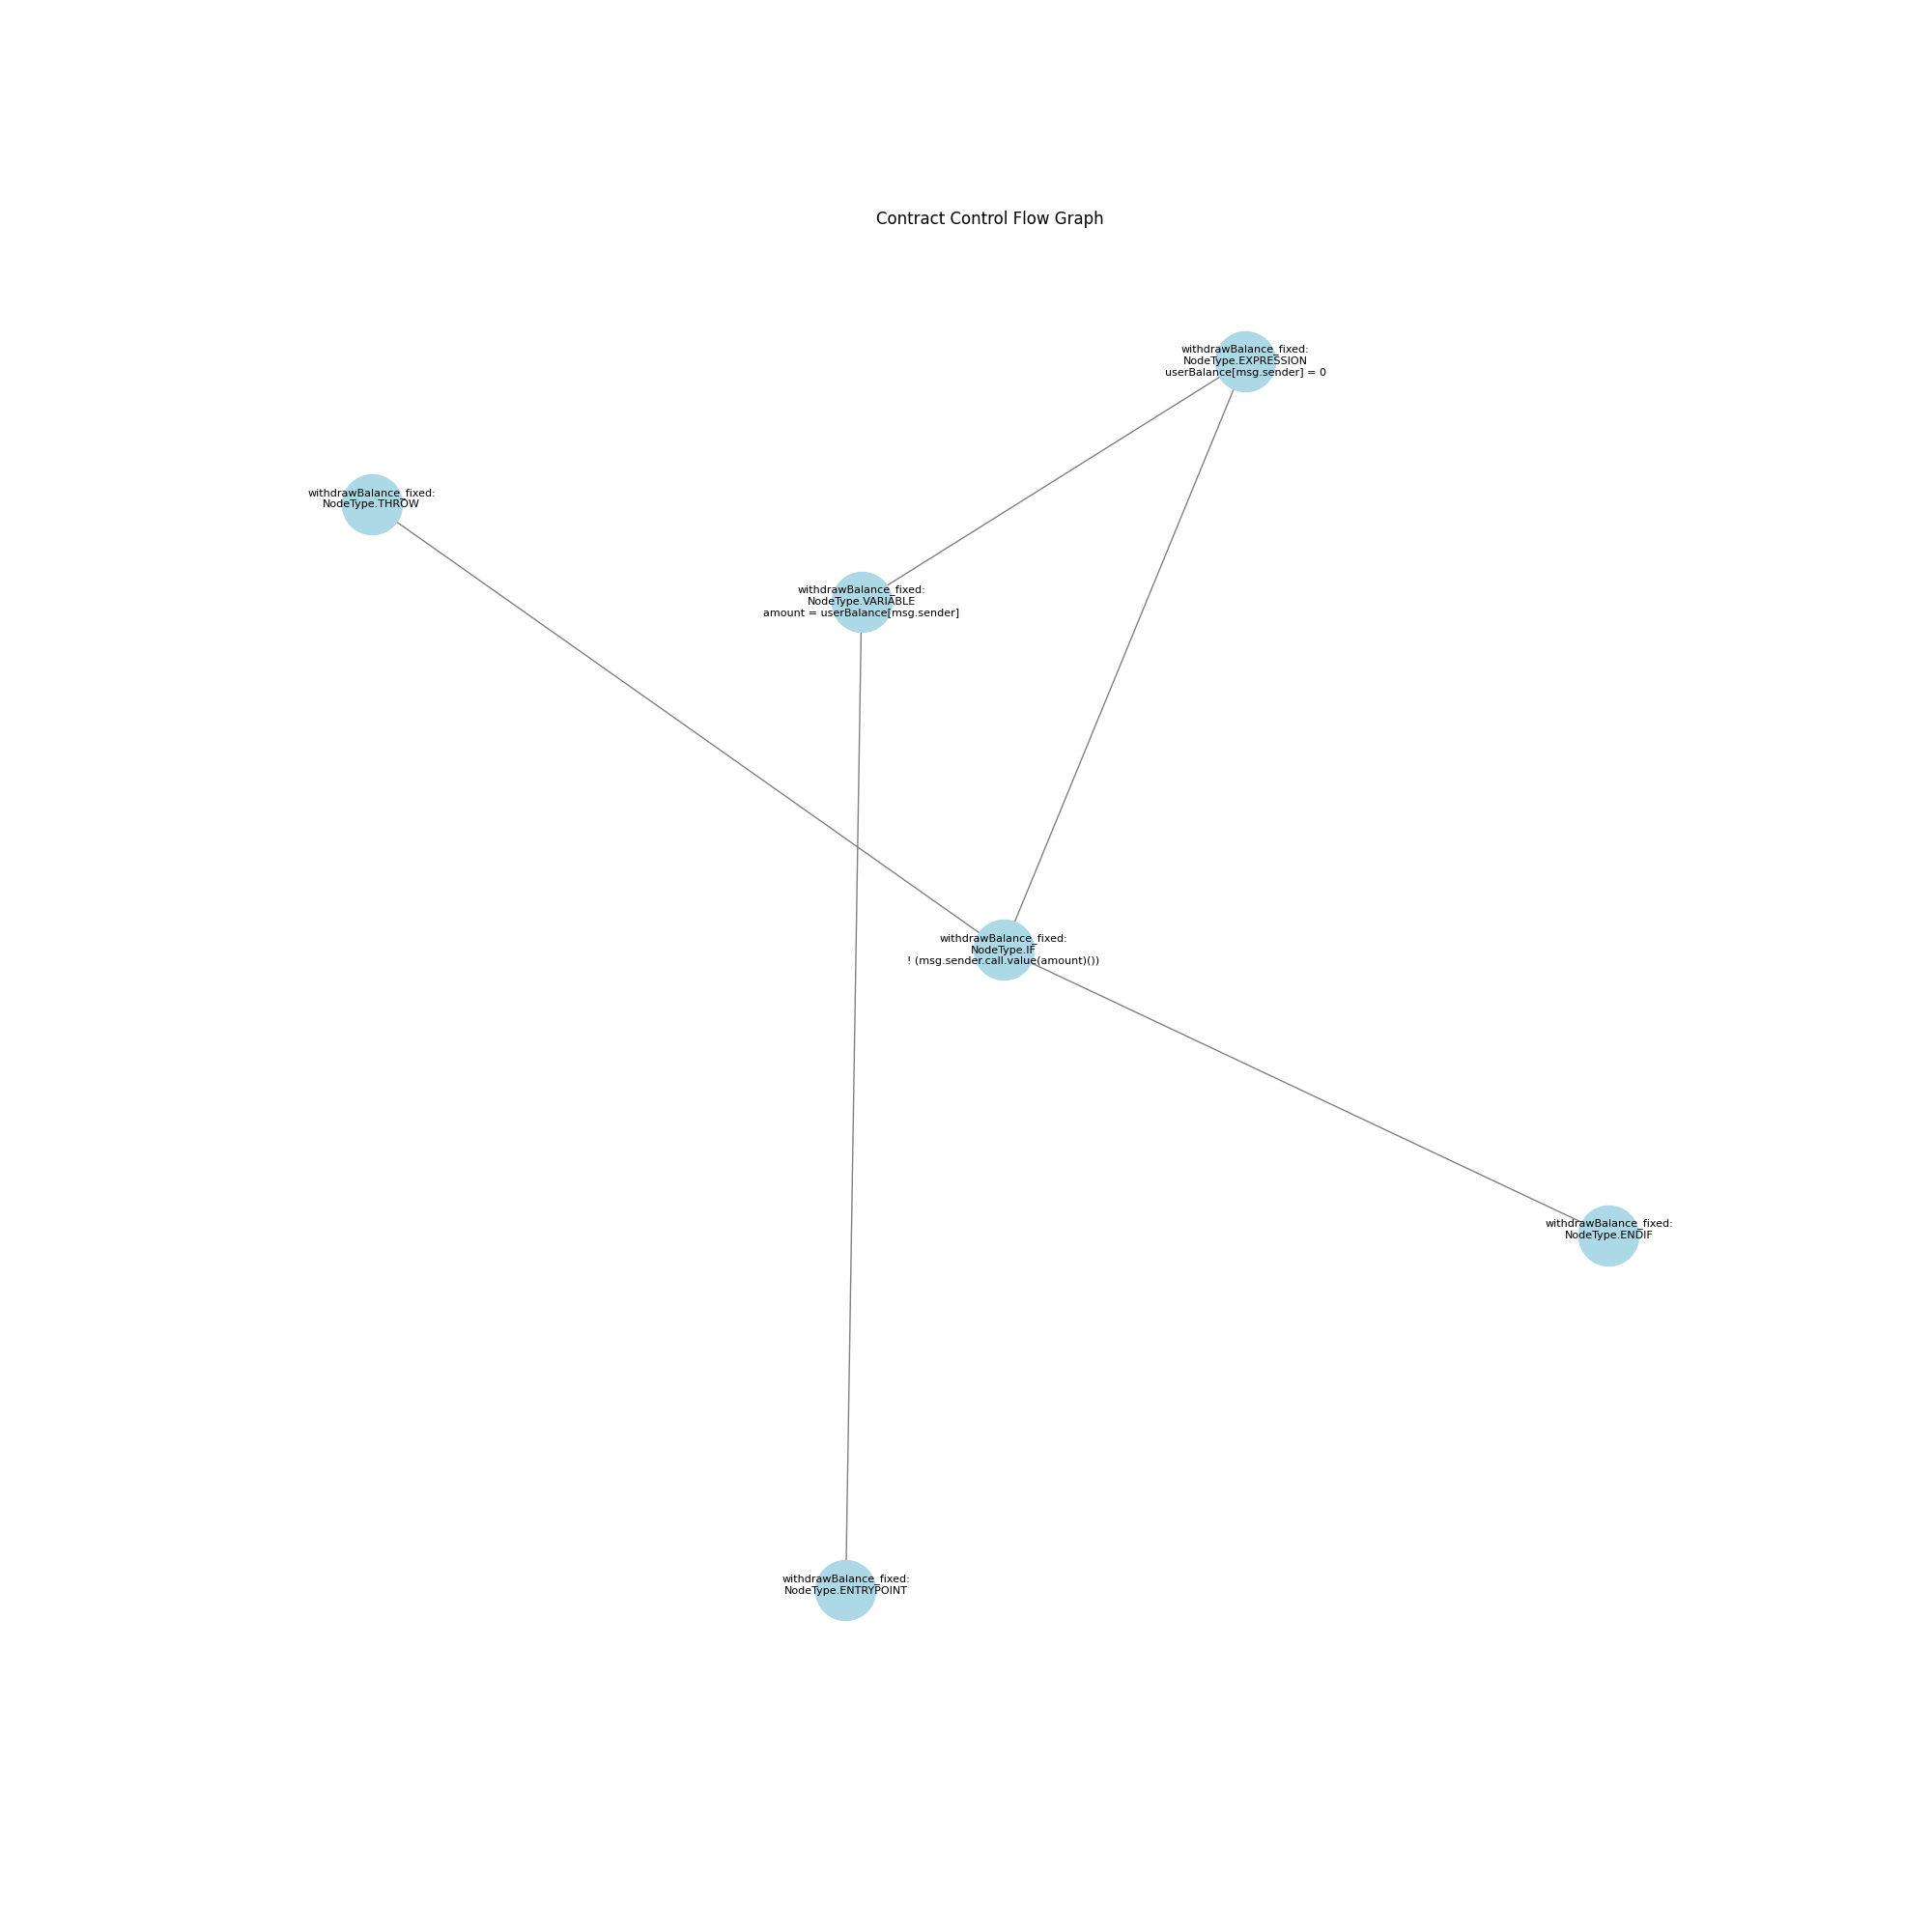 Contract Control Flow Graph
withdrawBalance_fixed:
NodeType.EXPRESSION
userBalance[msg.sender] = 0
withdrawBalance_fixed:
NodeType.THROW
withdrawBalance_fixed:
NodeType.VARIABLE
amount = userBalance[msg.sender]
withdrawBalance_fixed:
NodeType.IF
! (msg.sender.call.value(amount)())
withdrawBalance_fixed:
NodeType.ENDIF
withdrawBalance_fixed:
NodeType.ENTRYPOINT